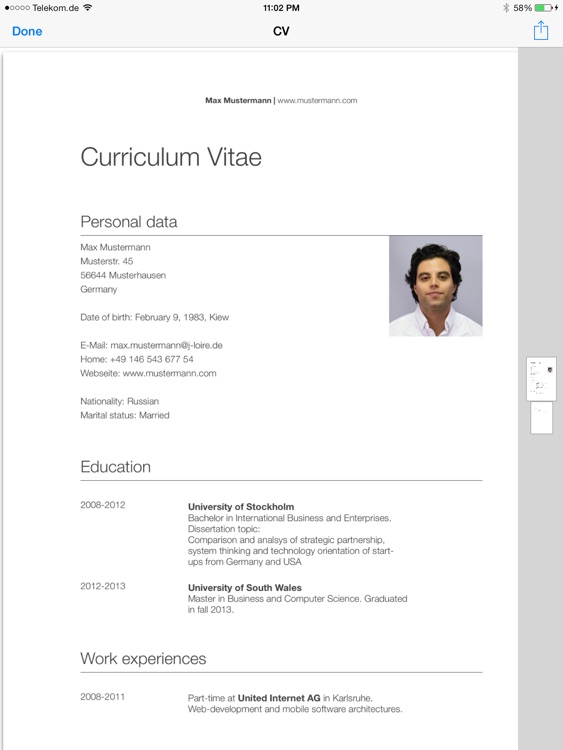 Telekom.de 11:02 PM 58%
Done CV
Max Mustermann | www.mustermann.com
Curriculum Vitae
Personal data
Max Mustermann
Musterstr. 45
56644 Musterhausen
Germany
Date of birth: February 9, 1983, Kiew
E-Mail: max.mustermann@j-loire.de
Home: +49 146 543 677 54
Webseite: www.mustermann.com
Nationality: Russian
Marital status: Married
Education
2008-2012 University of Stockholm
Bachelor in International Business and Enterprises.
Dissertation topic:
Comparison and analsys of strategic partnership,
system thinking and technology orientation of start-
ups from Germany and USA
2012-2013 University of South Wales
Master in Business and Computer Science. Graduated
in fall 2013.
Work experiences
2008-2011 Part-time at United Internet AG in Karlsruhe.
Web-development and mobile software architectures.